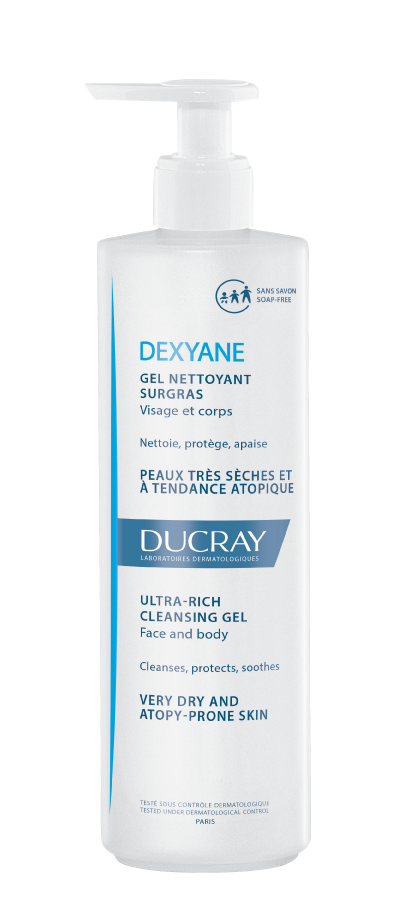 SANS SAVON
SOAP-FREE
DEXYANE
GEL NETTOYANT
SURGRAS
Visage et corps
Nettoie, protège, apaise
PEAUX TRÈS SÈCHES ET
À TENDANCE ATOPIQUE
DUCRAY
LABORATOIRES DERMATOLOGIQUES
ULTRA-RICH
CLEANSING GEL
Face and body
Cleanses, protects, soothes
VERY DRY AND
ATOPY-PRONE SKIN
TESTÉ SOUS CONTRÔLE DERMATOLOGIQUE
TESTED UNDER DERMATOLOGICAL CONTROL
PARIS